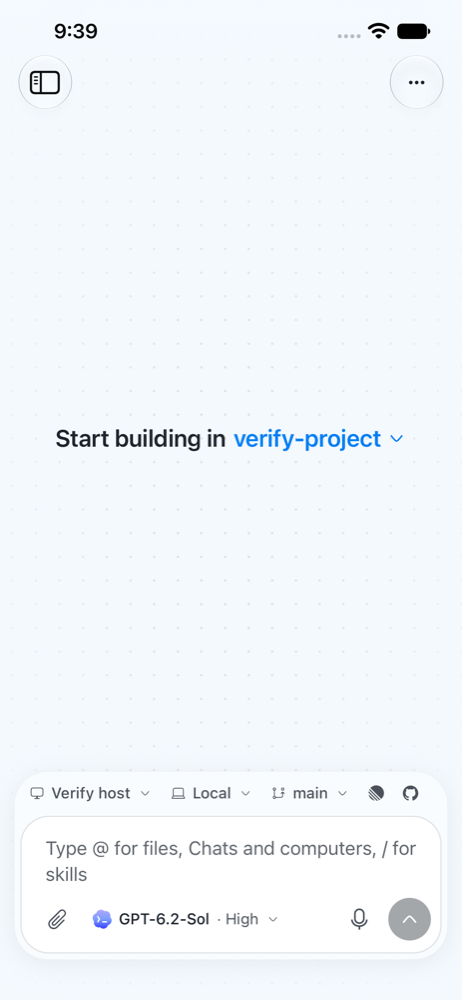 9:39
Start building in verify-project
Verify host Local main
Type @ for files, Chats and computers, / for
skills
GPT-6.2-Sol · High